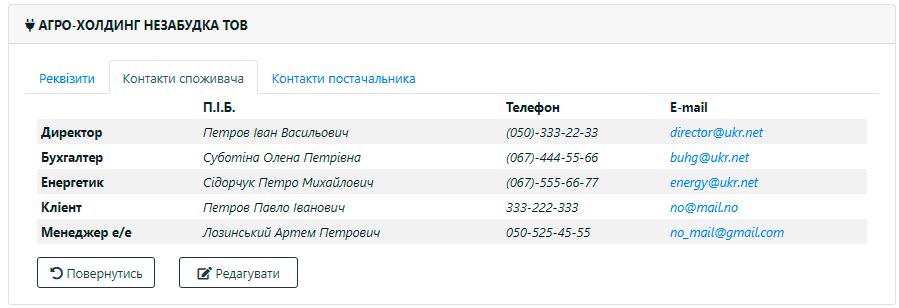 АГРО-ХОЛДИНГ НЕЗАБУДКА ТОВ
Реквізити Контакти споживача Контакти постачальника
П.І.Б. Телефон E-mail
Директор Петров Іван Васильович (050)-333-22-33 director@ukr.net
Бухгалтер Суботіна Олена Петрівна (067)-444-55-66 buhg@ukr.net
Енергетик Сідорчук Петро Михайлович (067)-555-66-77 energy@ukr.net
Клієнт Петров Павло Іванович 333-222-333 no@mail.no
Менеджер е/е Лозинський Артем Петрович 050-525-45-55 no_mail@gmail.com
Повернутись Редагувати